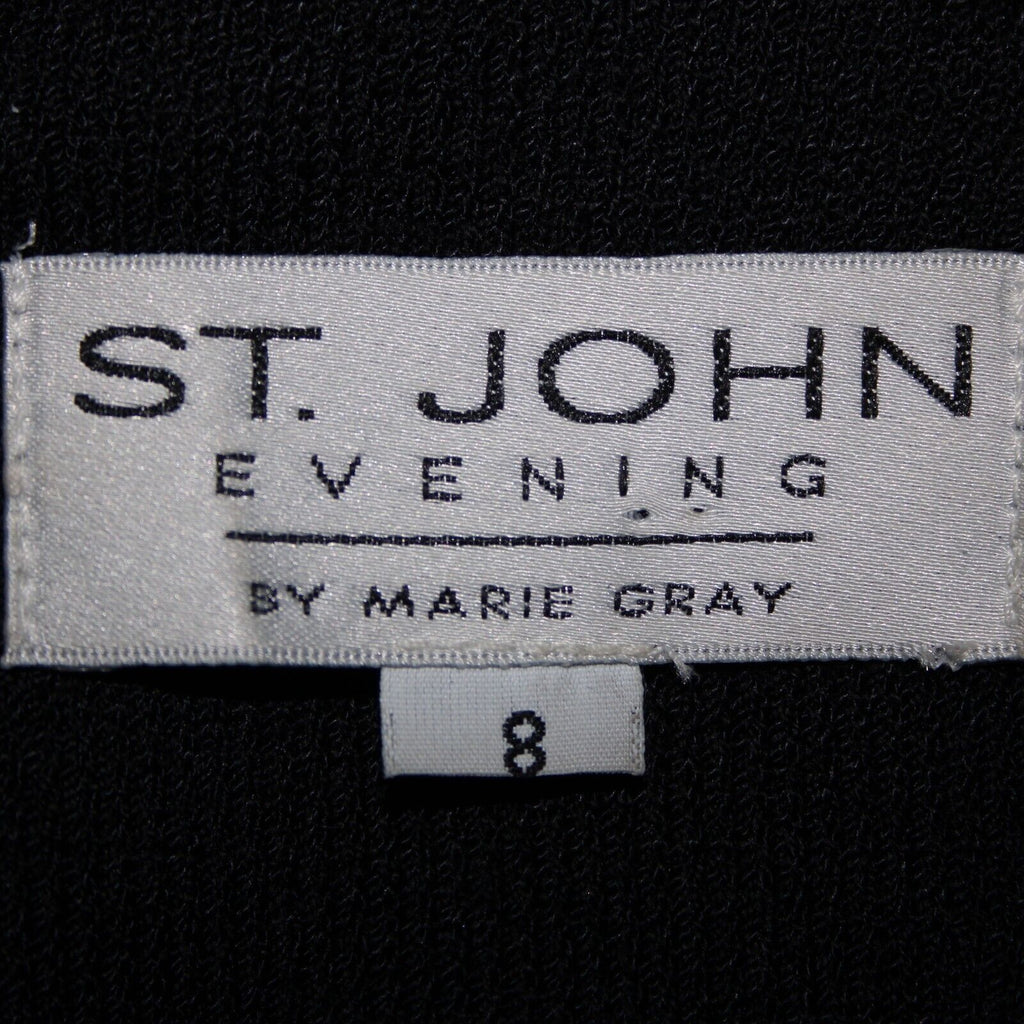 ST. JOHN
EVENING
BY MARIE GRAY
8